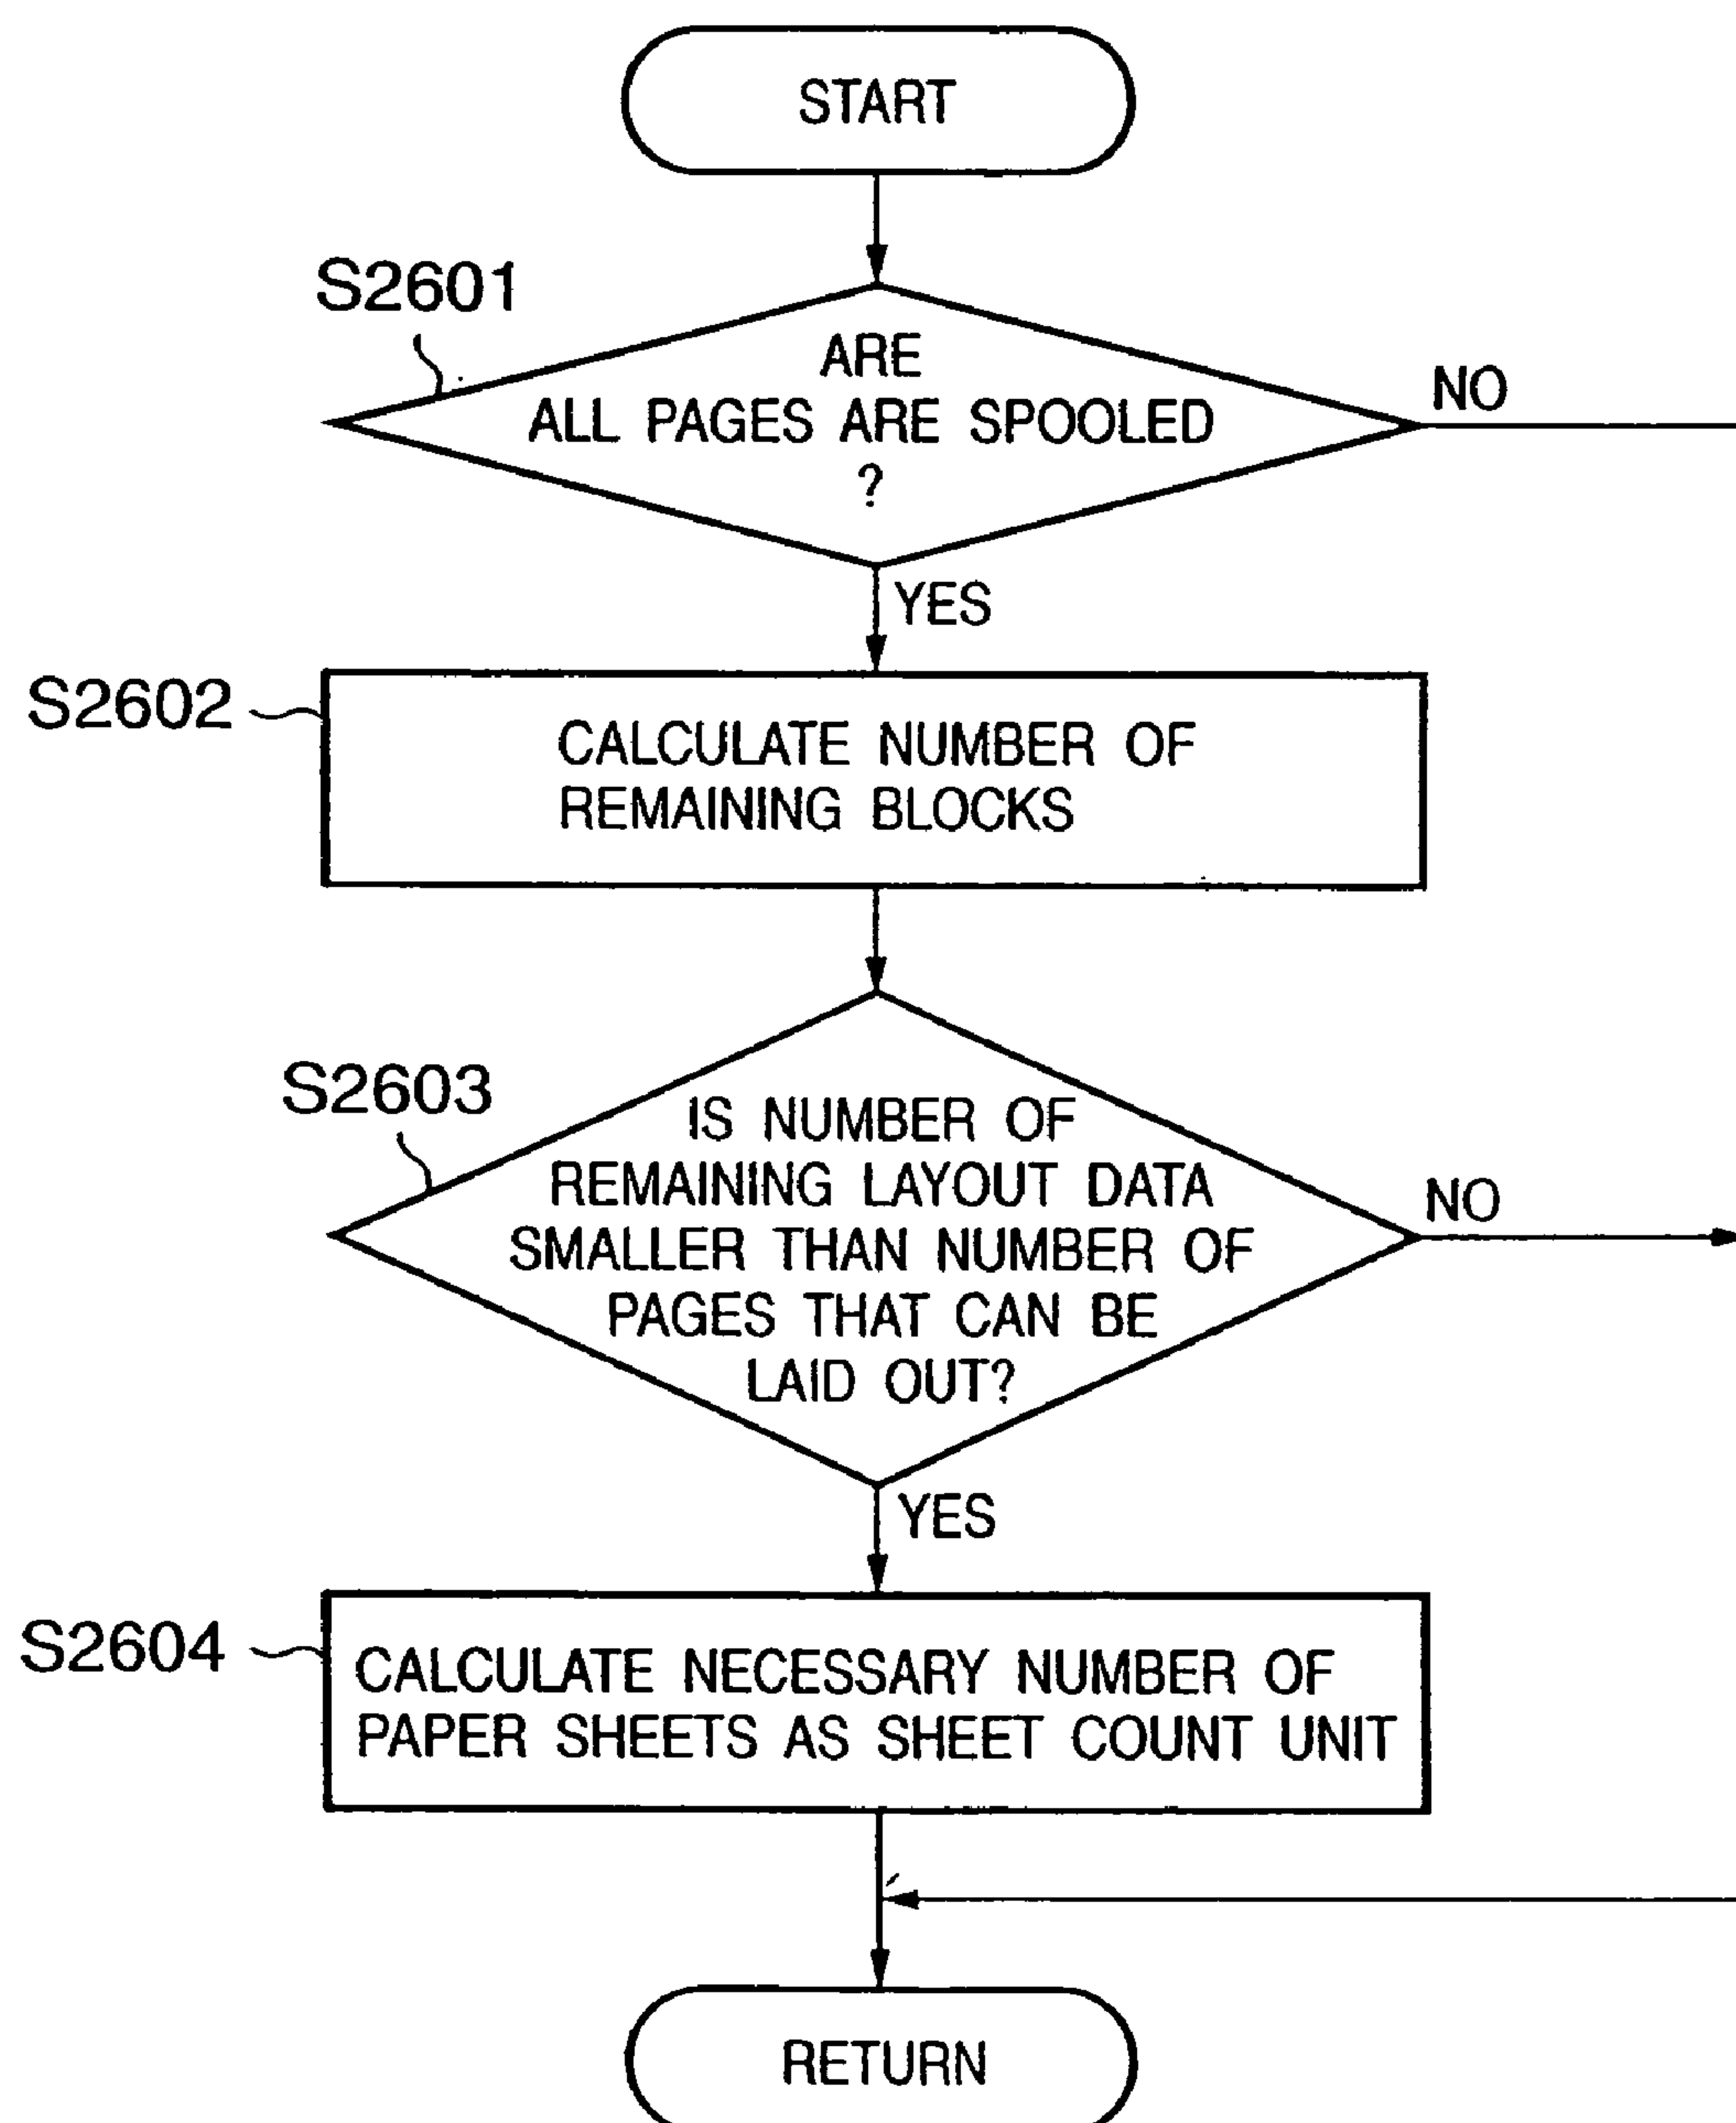 START
S2601
ARE
ALL PAGES ARE SPOOLED
?
NO
YES
S2602
CALCULATE NUMBER OF
REMAINING BLOCKS
S2603
IS NUMBER OF
REMAINING LAYOUT DATA
SMALLER THAN NUMBER OF
PAGES THAT CAN BE
LAID OUT?
NO
YES
S2604
CALCULATE NECESSARY NUMBER OF
PAPER SHEETS AS SHEET COUNT UNIT
RETURN